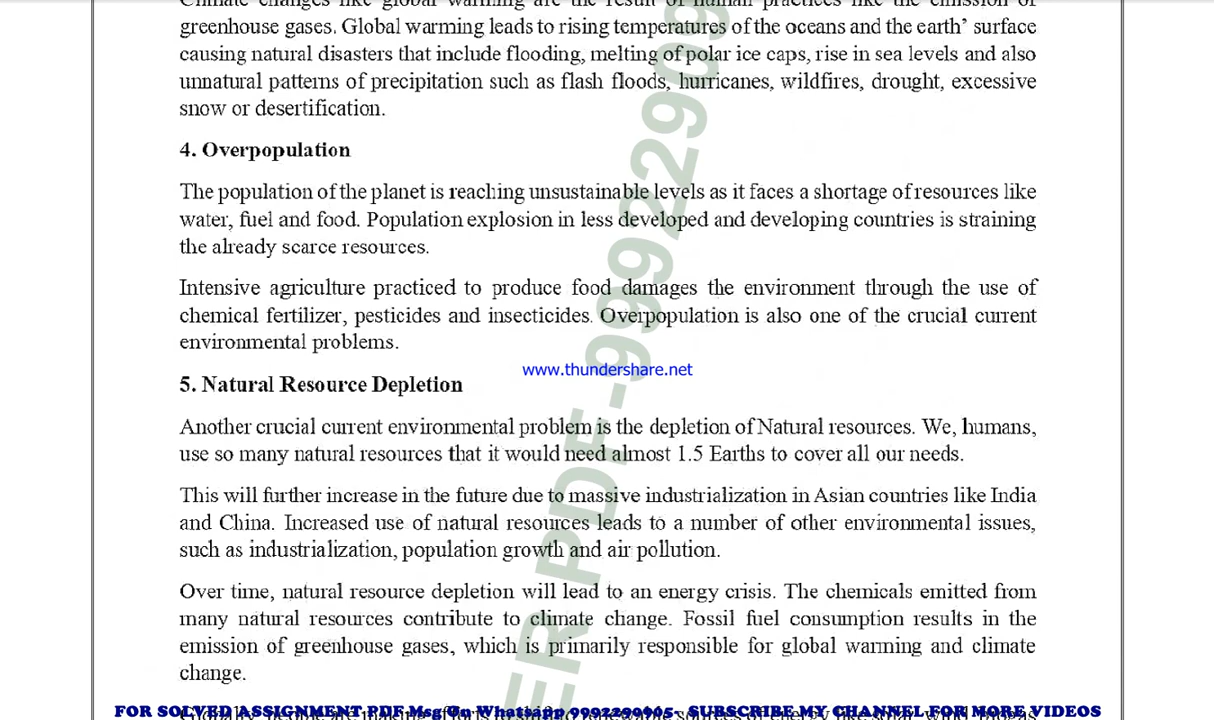 Climate changes like global warming are the result of human practices like the emission of
greenhouse gases. Global warming leads to rising temperatures of the oceans and the earth’ surface
causing natural disasters that include flooding, melting of polar ice caps, rise in sea levels and also
unnatural patterns of precipitation such as flash floods, hurricanes, wildfires, drought, excessive
snow or desertification.
4. Overpopulation
The population of the planet is reaching unsustainable levels as it faces a shortage of resources like
water, fuel and food. Population explosion in less developed and developing countries is straining
the already scarce resources.
Intensive agriculture practiced to produce food damages the environment through the use of
chemical fertilizer, pesticides and insecticides. Overpopulation is also one of the crucial current
environmental problems.
www.thundershare.net
5. Natural Resource Depletion
Another crucial current environmental problem is the depletion of Natural resources. We, humans,
use so many natural resources that it would need almost 1.5 Earths to cover all our needs.
This will further increase in the future due to massive industrialization in Asian countries like India
and China. Increased use of natural resources leads to a number of other environmental issues,
such as industrialization, population growth and air pollution.
Over time, natural resource depletion will lead to an energy crisis. The chemicals emitted from
many natural resources contribute to climate change. Fossil fuel consumption results in the
emission of greenhouse gases, which is primarily responsible for global warming and climate
change.
ER PDF-999229909
FOR SOLVED ASSIGNMENT PDF Msg On Whatsapp 9992299905- SUBSCRIBE MY CHANNEL FOR MORE VIDEOS